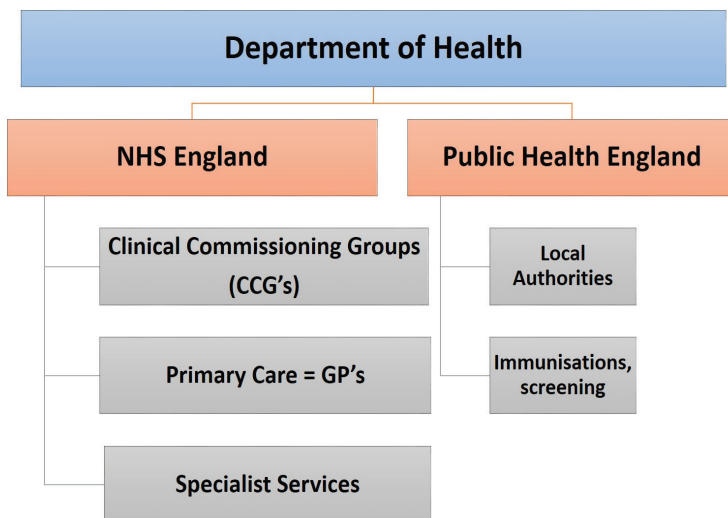 Department of Health
NHS England
Public Health England
Clinical Commissioning Groups
(CCG's)
Primary Care = GP's
Specialist Services
Local
Authorities
Immunisations,
screening